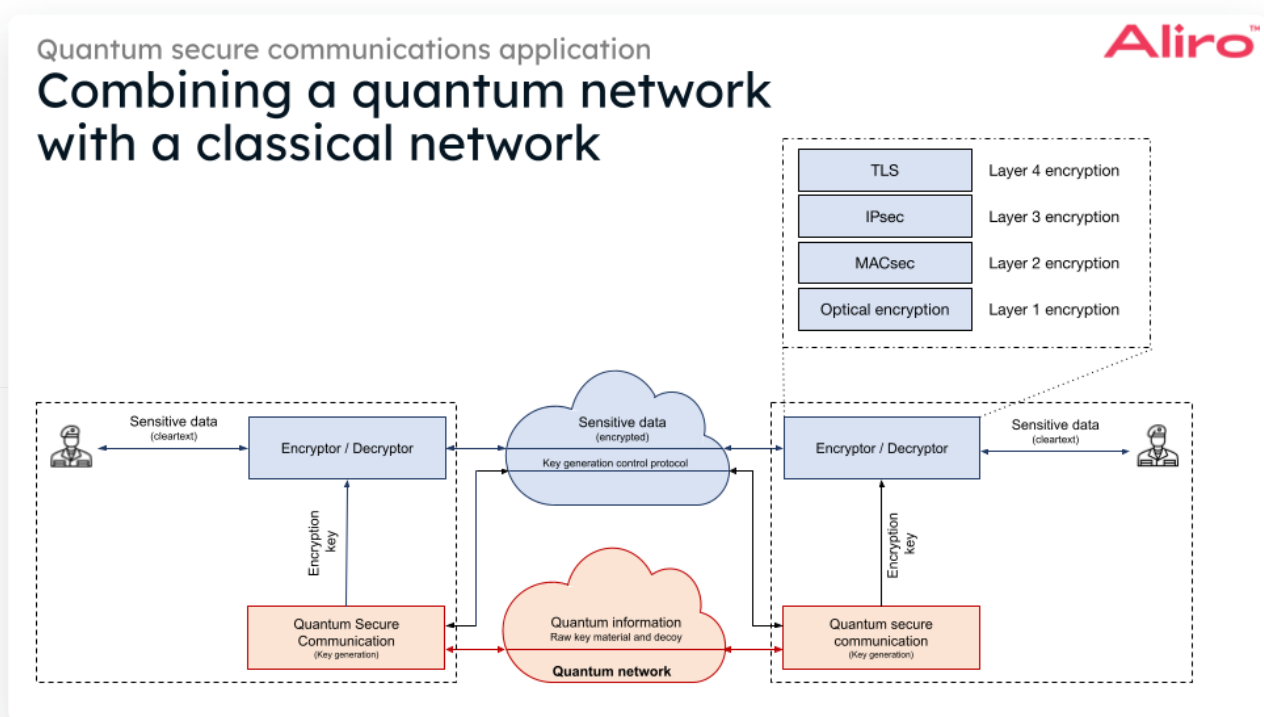 Quantum secure communications application
Aliro™
Combining a quantum network
with a classical network
TLS
Layer 4 encryption
IPsec
Layer 3 encryption
MACsec
Layer 2 encryption
Optical encryption
Layer 1 encryption
Sensitive data
(cleartext)
Encryptor / Decryptor
Sensitive data
(encrypted)
Key generation control protocol
Encryptor / Decryptor
Sensitive data
(cleartext)
Encryption
key
Encryption
key
Quantum Secure
Communication
(Key generation)
Quantum information
Raw key material and decoy
Quantum network
Quantum secure
communication
(Key generation)